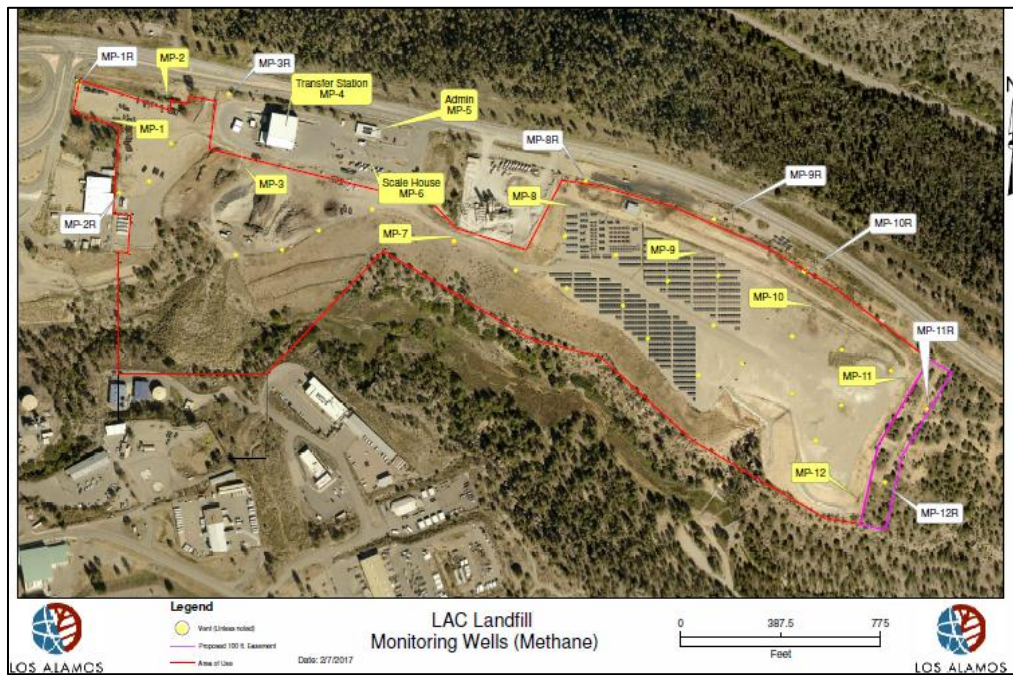 MP-1R
MP-2
MP-3R
Transfer Station
MP-4
Admin
MP-5
N
MP-1
MP-8R
MP-3
Scale House
MP-6
MP-8
MP-9R
MP-2R
MP-7
MP-9
MP-10R
MP-10
MP-11R
MP-11
MP-12
MP-12R
Legend
Vent (Unless noted)
Proposed 100 ft. Easement
Area of Use
Date: 2/7/2017
LAC Landfill
Monitoring Wells (Methane)
0 387.5 775
Feet
LOS ALAMOS
LOS ALAMOS